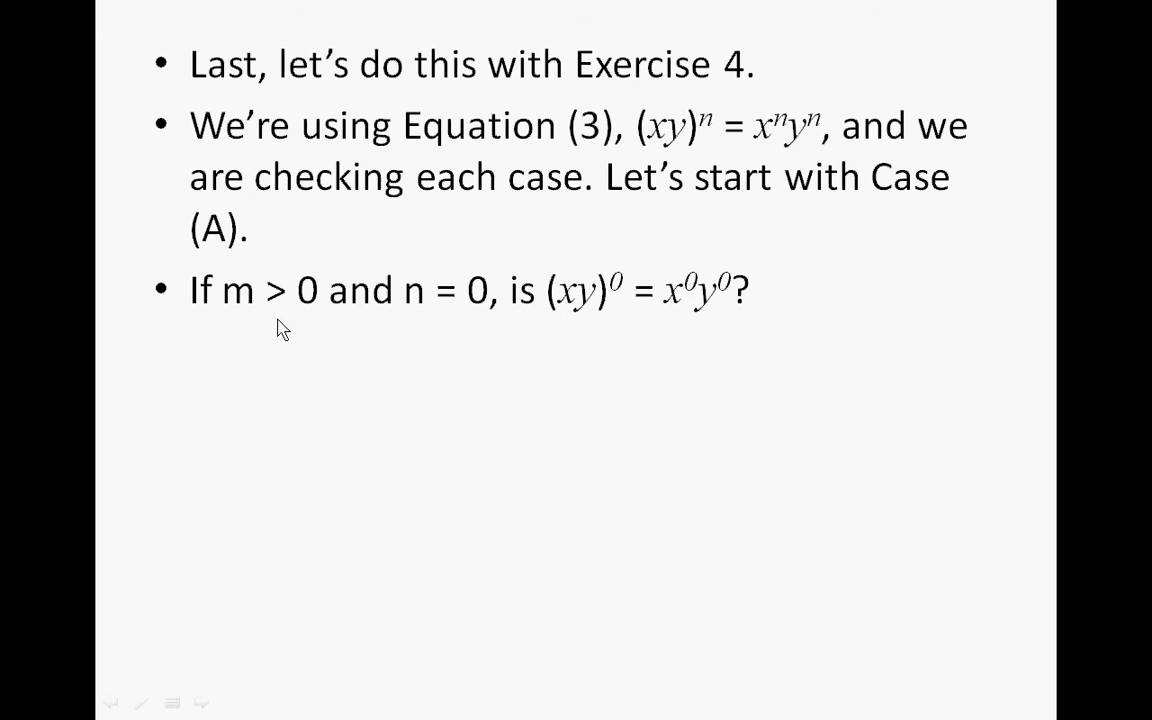 • Last, let’s do this with Exercise 4.
• We’re using Equation (3), (xy)ⁿ = xⁿyⁿ, and we
are checking each case. Let’s start with Case
(A).
• If m > 0 and n = 0, is (xy)⁰ = x⁰y⁰?